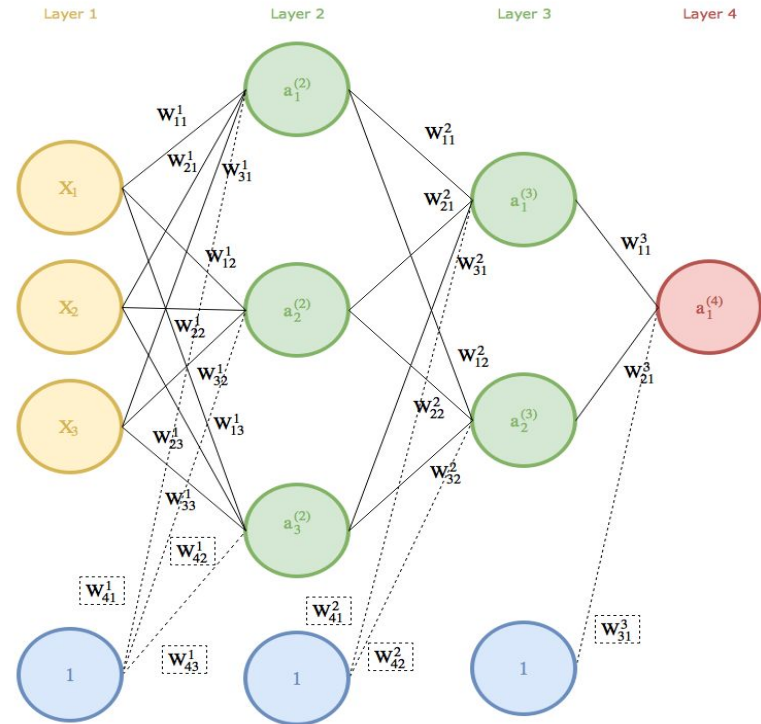 Layer 1 Layer 2 Layer 3 Layer 4
a₁⁽²⁾
W¹₁₁
W²₁₁
W¹₂₁
W¹₃₁
X₁
W²₂₁
a₁⁽³⁾
W³₁₁
W¹₁₂
W²₃₁
X₂
a₂⁽²⁾
a₁⁽⁴⁾
W¹₂₂
W²₁₂
W¹₃₂
W³₂₁
W²₂₂
X₃
W¹₂₃
W¹₁₃
a₂⁽³⁾
W²₃₂
W¹₃₃
a₃⁽²⁾
W¹₄₂
W¹₄₁
W²₄₁
W³₃₁
W¹₄₃
W²₄₂
1 1 1